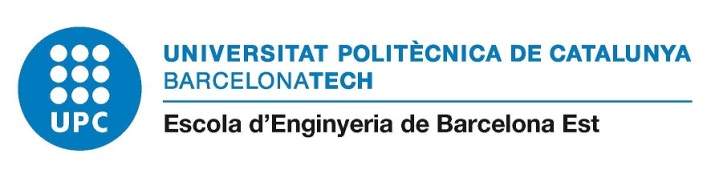 UPC
UNIVERSITAT POLITÈCNICA DE CATALUNYA
BARCELONATECH
Escola d'Enginyeria de Barcelona Est